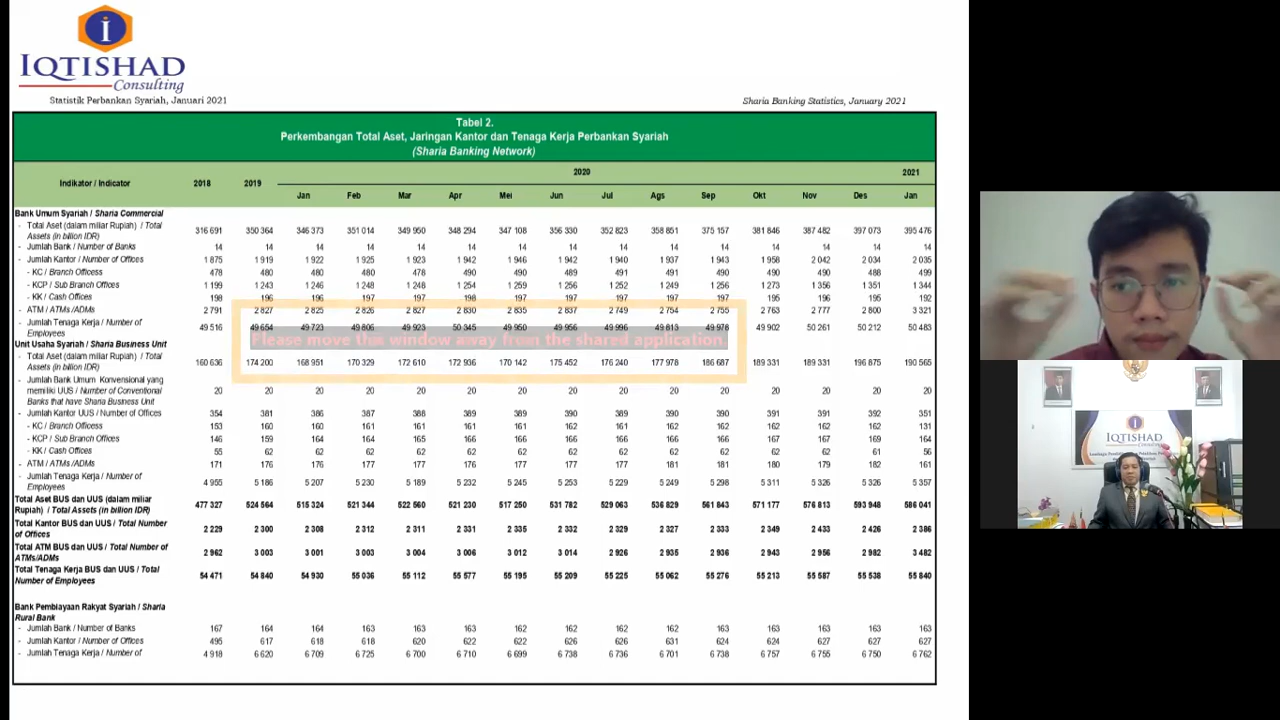 IQTISHAD
Consulting
Statistik Perbankan Syariah, Januari 2021
Sharia Banking Statistics, January 2021
Tabel 2.
Perkembangan Total Aset, Jaringan Kantor dan Tenaga Kerja Perbankan Syariah
(Sharia Banking Network)
Indikator / Indicator 2018 2019 2020 2021
Jan Feb Mar Apr Mei Jun Jul Ags Sep Okt Nov Des Jan
Bank Umum Syariah / Sharia Commercial
- Total Aset (dalam miliar Rupiah) / Total
Assets (in billion IDR) 316 691 350 364 346 373 351 014 349 950 348 294 347 108 356 330 352 823 358 851 375 157 381 846 387 482 397 073 395 476
- Jumlah Bank / Number of Banks 14 14 14 14 14 14 14 14 14 14 14 14 14 14 14
- Jumlah Kantor / Number of Offices 1 875 1 919 1 922 1 925 1 923 1 942 1 946 1 942 1 940 1 937 1 943 1 958 2 042 2 034 2 035
- KC / Branch Officess 478 480 480 480 478 490 490 489 491 491 490 490 490 488 499
- KCP / Sub Branch Offices 1 199 1 243 1 246 1 248 1 248 1 254 1 259 1 256 1 252 1 249 1 256 1 273 1 356 1 351 1 344
- KK / Cash Offices 198 196 196 197 197 198 197 197 197 197 197 195 196 195 192
- ATM / ATMs/ADMs 2 791 2 827 2 825 2 826 2 827 2 830 2 835 2 837 2 749 2 754 2 755 2 763 2 777 2 800 3 321
- Jumlah Tenaga Kerja / Number of
Employees 49 516 49 654 49 723 49 806 49 923 50 345 49 950 49 956 49 996 49 813 49 978 49 902 50 261 50 212 50 483
Please move this window away from the shared application.
Unit Usaha Syariah / Sharia Business Unit
- Total Aset (dalam miliar Rupiah) / Total
Assets (in billion IDR) 160 636 174 200 168 951 170 329 172 610 172 936 170 142 175 452 176 240 177 978 186 687 189 331 189 331 196 875 190 565
- Jumlah Bank Umum Konvensional yang
memiliki UUS / Number of Conventional
Banks that have Sharia Business Unit 20 20 20 20 20 20 20 20 20 20 20 20 20 20 20
- Jumlah Kantor UUS / Number of Offices 354 381 386 387 388 389 389 390 389 390 390 391 391 392 351
- KC / Branch Officess 153 160 160 161 161 161 161 162 161 162 162 162 162 162 131
- KCP / Sub Branch Offices 146 159 164 164 165 166 166 166 166 166 166 167 167 169 164
- KK / Cash Offices 55 62 62 62 62 62 62 62 62 62 62 62 62 61 56
- ATM / ATMs/ADMs 171 176 176 177 177 176 177 177 177 181 181 180 179 182 161
- Jumlah Tenaga Kerja / Number of
Employees 4 955 5 186 5 207 5 230 5 189 5 232 5 245 5 253 5 229 5 249 5 298 5 311 5 326 5 326 5 357
Total Aset BUS dan UUS (dalam miliar
Rupiah) / Total Assets (in billion IDR) 477 327 524 564 515 324 521 344 522 560 521 230 517 250 531 782 529 063 536 829 561 843 571 177 576 813 593 948 586 041
Total Kantor BUS dan UUS / Total Number
of Offices 2 229 2 300 2 308 2 312 2 311 2 331 2 335 2 332 2 329 2 327 2 333 2 349 2 433 2 426 2 386
Total ATM BUS dan UUS / Total Number of
ATMs/ADMs 2 962 3 003 3 001 3 003 3 004 3 006 3 012 3 014 2 926 2 935 2 936 2 943 2 956 2 982 3 482
Total Tenaga Kerja BUS dan UUS / Total
Number of Employees 54 471 54 840 54 930 55 036 55 112 55 577 55 195 55 209 55 225 55 062 55 276 55 213 55 587 55 538 55 840
Bank Pembiayaan Rakyat Syariah / Sharia
Rural Bank
- Jumlah Bank / Number of Banks 167 164 164 163 163 163 162 162 162 162 163 163 163 163 163
- Jumlah Kantor / Number of Offices 495 617 618 618 620 622 622 626 626 631 624 624 627 627 627
- Jumlah Tenaga Kerja / Number of 4 918 6 620 6 709 6 725 6 700 6 710 6 699 6 738 6 736 6 701 6 738 6 757 6 755 6 750 6 762
IQTISHAD